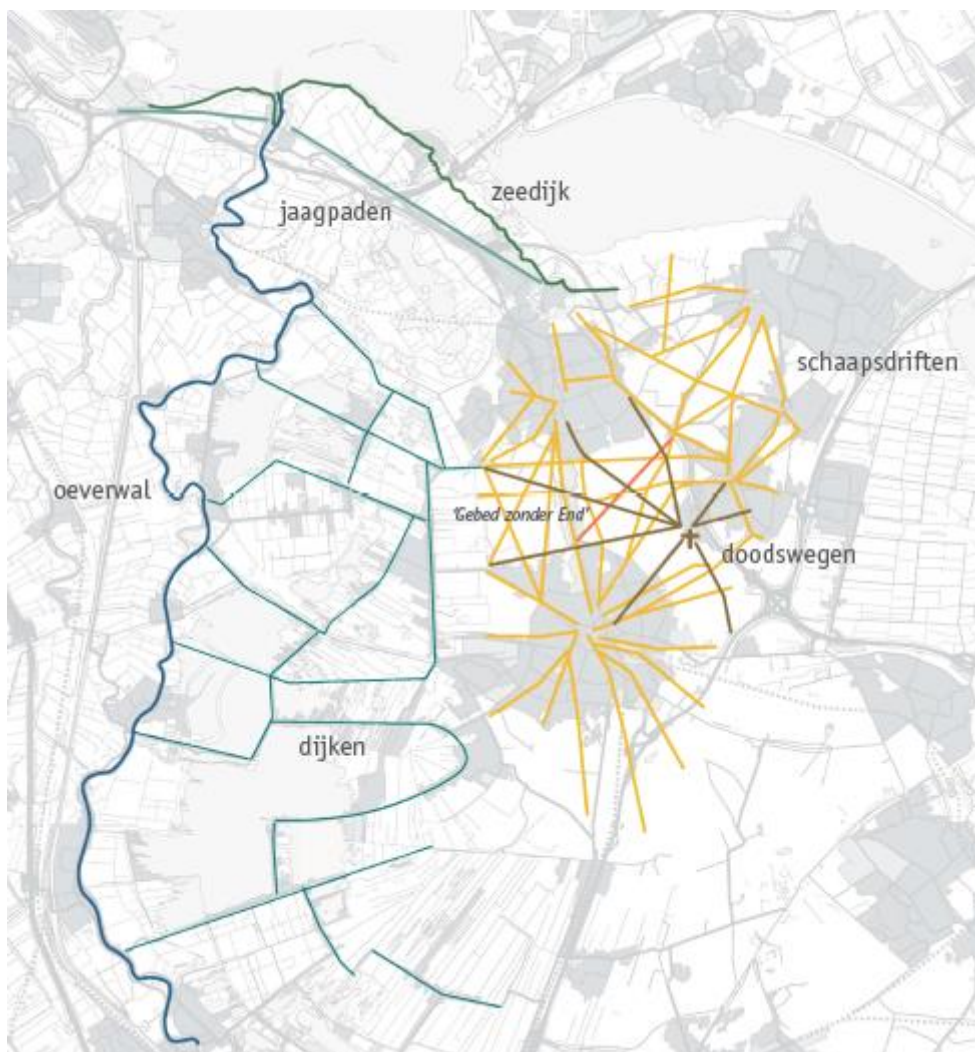 zeedijk
jaagpaden
schaapsdriften
oeverwal
'Gebed zonder End'
doodswegen
dijken